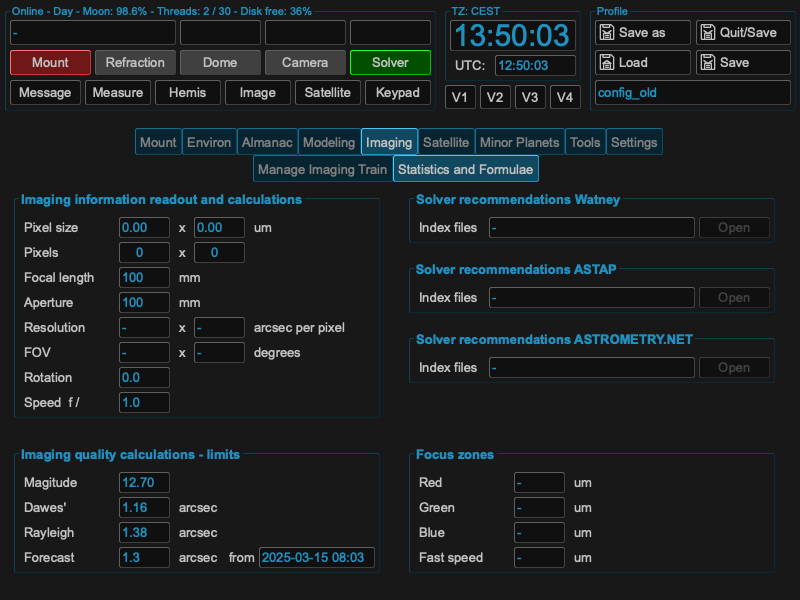 Online - Day - Moon: 98.6% - Threads: 2 / 30 - Disk free: 36%
-
Mount Refraction Dome Camera Solver
Message Measure Hemis Image Satellite Keypad
TZ: CEST
13:50:03
UTC: 12:50:03
V1 V2 V3 V4
Profile
Save as Quit/Save
Load Save
config_old
Mount Environ Almanac Modeling Imaging Satellite Minor Planets Tools Settings
Manage Imaging Train Statistics and Formulae
Imaging information readout and calculations
Pixel size 0.00 x 0.00 um
Pixels 0 x 0
Focal length 100 mm
Aperture 100 mm
Resolution - x - arcsec per pixel
FOV - x - degrees
Rotation 0.0
Speed f / 1.0
Solver recommendations Watney
Index files - Open
Solver recommendations ASTAP
Index files - Open
Solver recommendations ASTROMETRY.NET
Index files - Open
Imaging quality calculations - limits
Magitude 12.70
Dawes' 1.16 arcsec
Rayleigh 1.38 arcsec
Forecast 1.3 arcsec from 2025-03-15 08:03
Focus zones
Red - um
Green - um
Blue - um
Fast speed - um